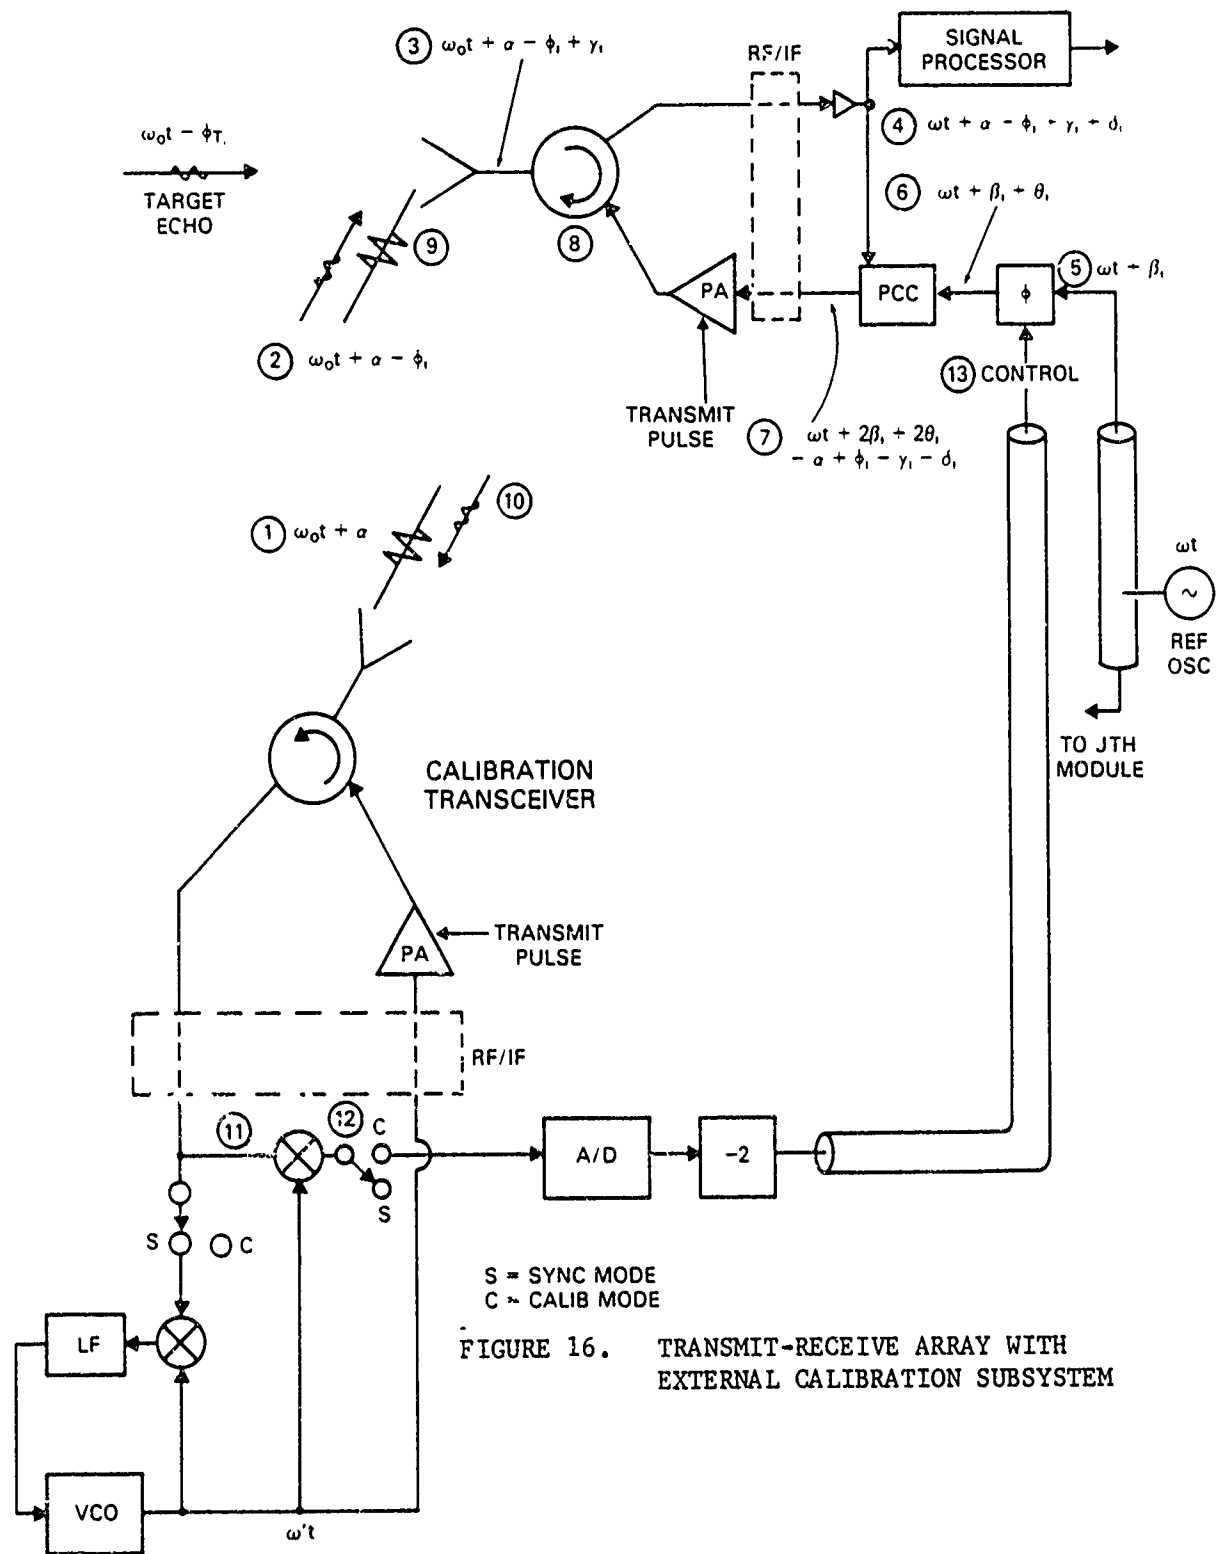 ③ ω₀t + α - ϕᵢ + γᵢ
RF/IF
SIGNAL
PROCESSOR
ω₀t - ϕTᵢ
TARGET
ECHO
④ ωt + α - ϕᵢ + γᵢ + δᵢ
⑥ ωt + βᵢ + θᵢ
⑨
⑧
PA
PCC
ϕ
⑤ ωt + βᵢ
② ω₀t + α - ϕᵢ
⑬ CONTROL
TRANSMIT
PULSE
⑦ ωt + 2βᵢ + 2θᵢ
- α + ϕᵢ - γᵢ - δᵢ
① ω₀t + α
⑩
ωt
~
REF
OSC
TO JTH
MODULE
CALIBRATION
TRANSCEIVER
PA
TRANSMIT
PULSE
RF/IF
⑪
⑫
C
S
A/D
-2
S
C
S = SYNC MODE
C = CALIB MODE
LF
FIGURE 16. TRANSMIT-RECEIVE ARRAY WITH
EXTERNAL CALIBRATION SUBSYSTEM
VCO
ω't